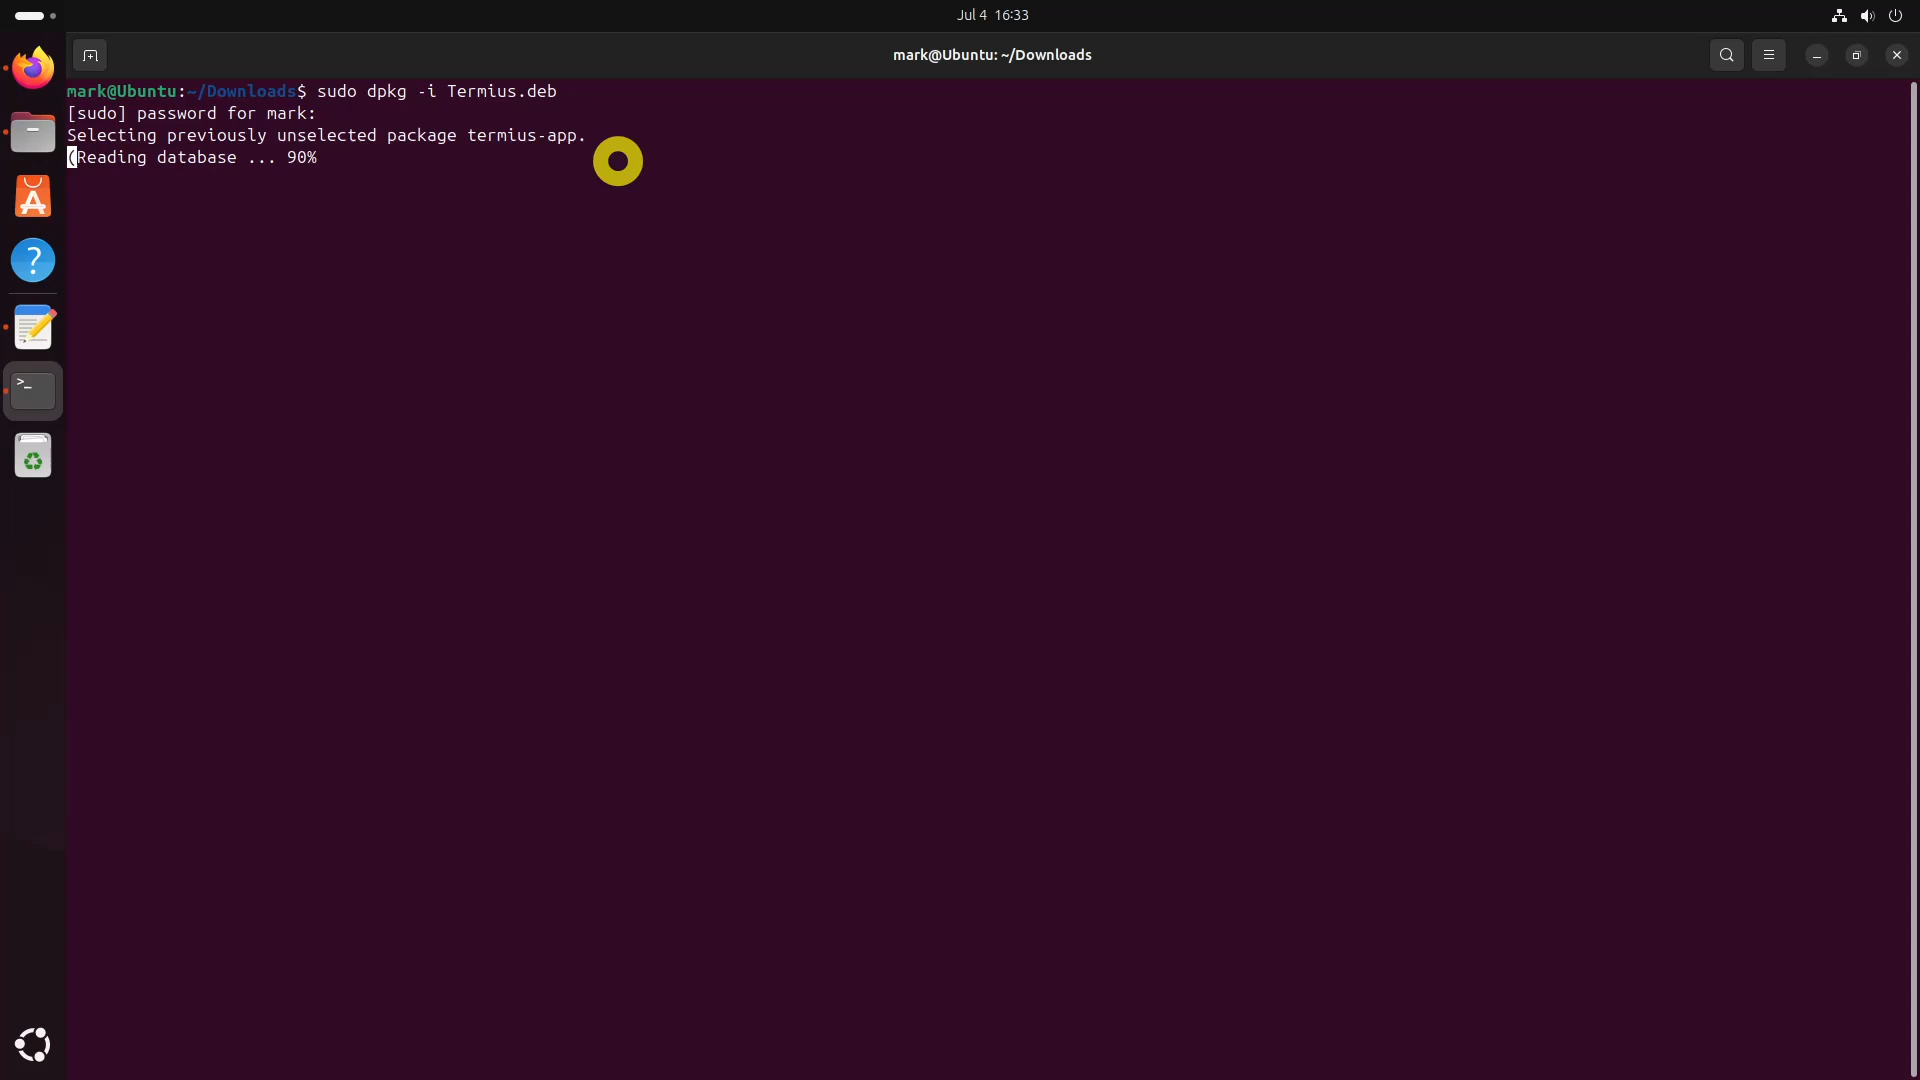 Jul 4 16:33
mark@Ubuntu: ~/Downloads
mark@Ubuntu:~/Downloads$ sudo dpkg -i Termius.deb
[sudo] password for mark:
Selecting previously unselected package termius-app.
(Reading database ... 90%